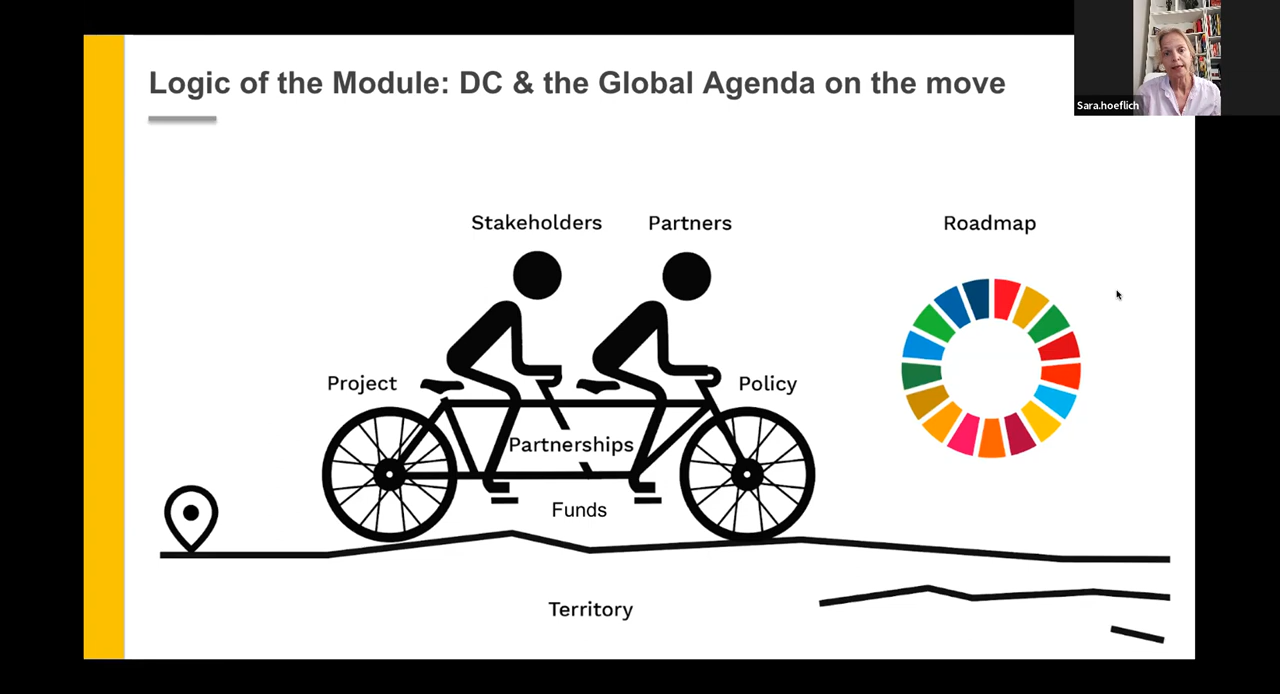 Logic of the Module: DC & the Global Agenda on the move
Sara.hoeflich
Stakeholders
Partners
Roadmap
Project
Policy
Partnerships
Funds
Territory